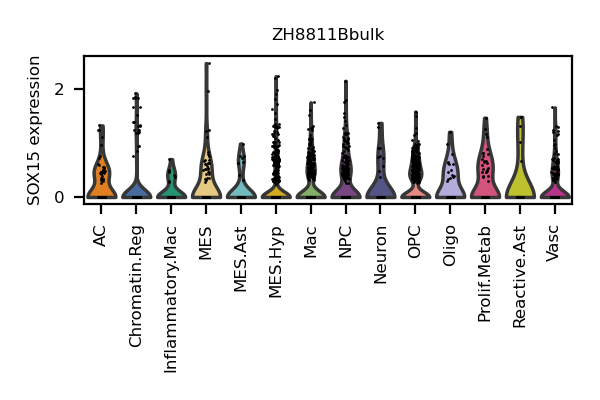 ZH8811Bbulk
SOX15 expression
2
0
AC
Chromatin.Reg
Inflammatory.Mac
MES
MES.Ast
MES.Hyp
Mac
NPC
Neuron
OPC
Oligo
Prolif.Metab
Reactive.Ast
Vasc